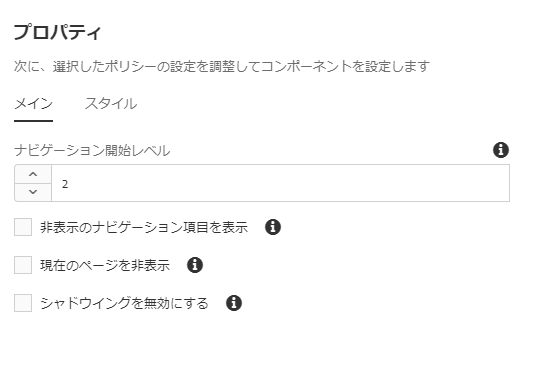 プロパティ
次に、選択したポリシーの設定を調整してコンポーネントを設定します
メイン スタイル
ナビゲーション開始レベル
2
非表示のナビゲーション項目を表示
現在のページを非表示
シャドウイングを無効にする